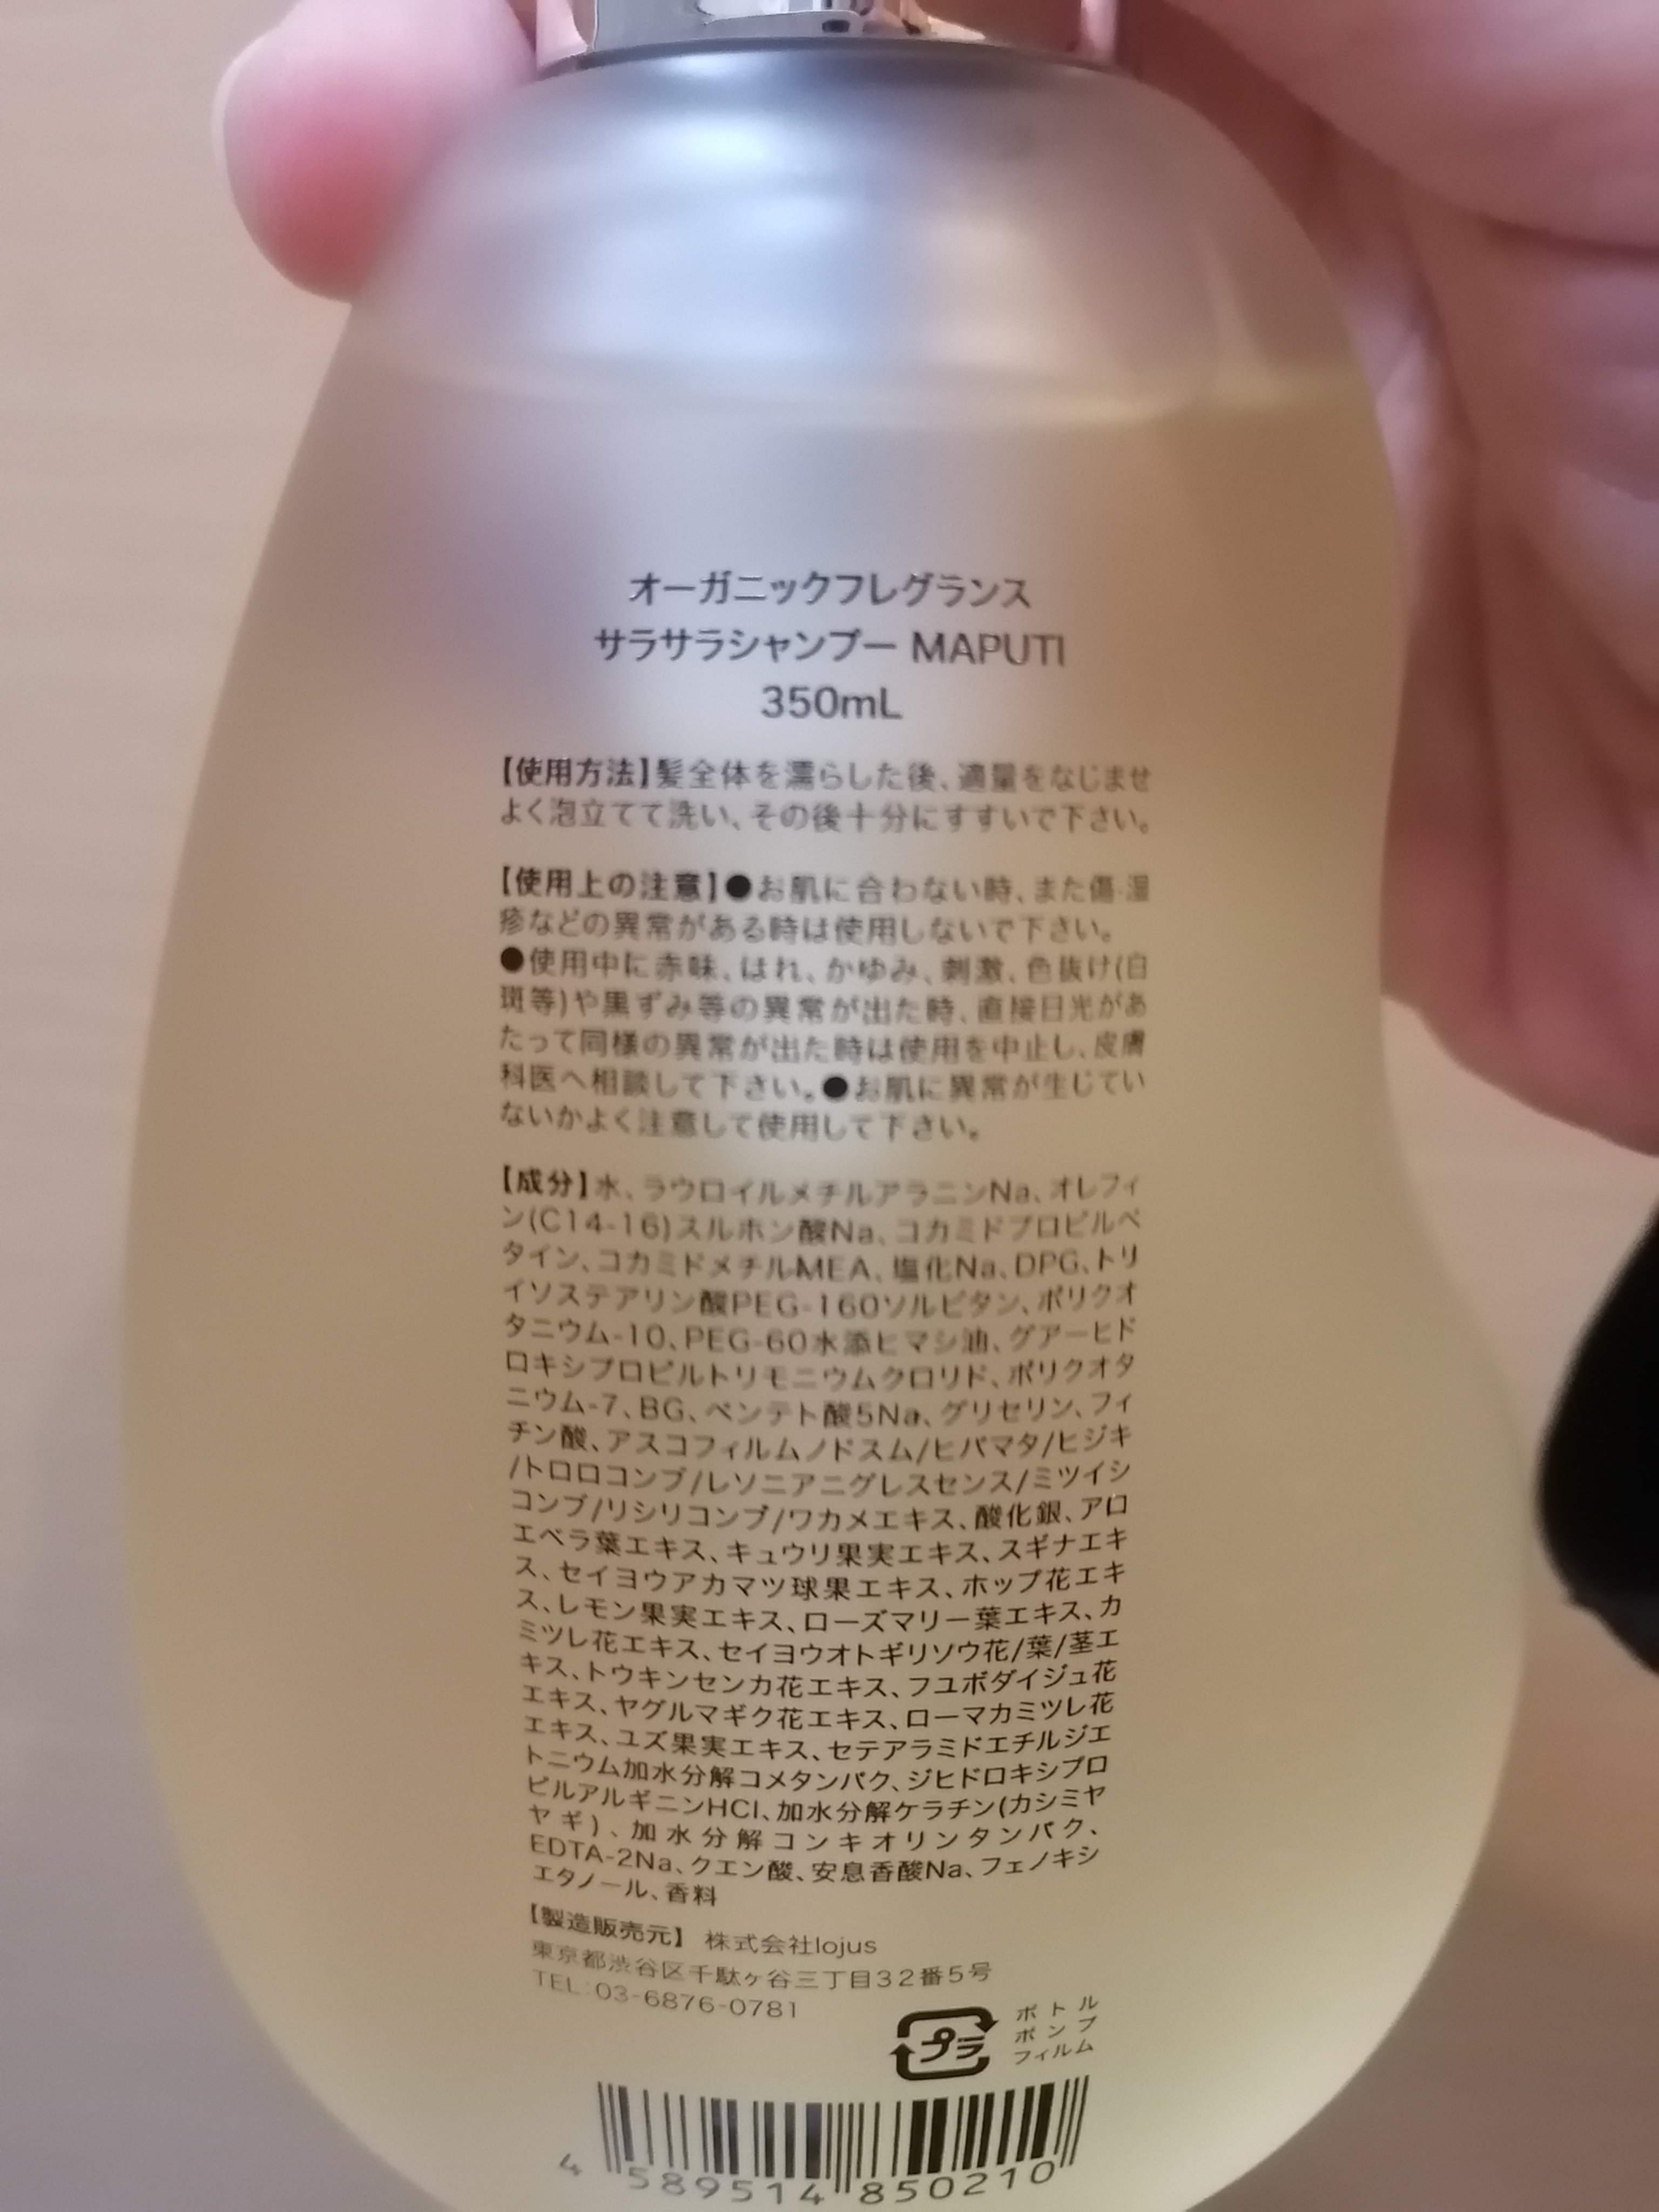 オーガニックフレグランス
サラサラシャンプー MAPUTI
350mL
【使用方法】髪全体を濡らした後、適量をなじませ
よく泡立てて洗い、その後十分にすすいで下さい。
【使用上の注意】●お肌に合わない時、また傷・湿
疹などの異常がある時は使用しないで下さい。
●使用中に赤味、はれ、かゆみ、刺激、色抜け(白
斑等)や黒ずみ等の異常が出た時、直接日光があ
たって同様の異常が出た時は使用を中止し、皮膚
科医へ相談して下さい。●お肌に異常が生じてい
ないかよく注意して使用して下さい。
【成分】水、ラウロイルメチルアラニンNa、オレフィ
ン(C14-16)スルホン酸Na、コカミドプロピルベ
タイン、コカミドメチルMEA、塩化Na、DPG、トリ
イソステアリン酸PEG-160ソルビタン、ポリクオ
タニウム-10、PEG-60水添ヒマシ油、グアーヒド
ロキシプロピルトリモニウムクロリド、ポリクオタ
ニウム-7、BG、ペンテト酸5Na、グリセリン、フィ
チン酸、アスコフィルムノドスム/ヒバマタ/ヒジキ
/トロロコンブ/レソニアニグレスセンス/ミツイシ
コンブ/リシリコンブ/ワカメエキス、酸化銀、アロ
エベラ葉エキス、キュウリ果実エキス、スギナエキ
ス、セイヨウアカマツ球果エキス、ホップ花エキ
ス、レモン果実エキス、ローズマリー葉エキス、カ
ミツレ花エキス、セイヨウオトギリソウ花/葉/茎エ
キス、トウキンセンカ花エキス、フユボダイジュ花
エキス、ヤグルマギク花エキス、ローマカミツレ花
エキス、ユズ果実エキス、セテアラミドエチルジエ
トニウム加水分解コメタンパク、ジヒドロキシプロ
ピルアルギニンHCl、加水分解ケラチン(カシミヤ
ヤギ)、加水分解コンキオリンタンパク、
EDTA-2Na、クエン酸、安息香酸Na、フェノキシ
エタノール、香料
【製造販売元】 株式会社lojus
東京都渋谷区千駄ヶ谷三丁目32番5号
TEL:03-6876-0781
プラ
ボトル
ポンプ
フィルム
4 589514 850210